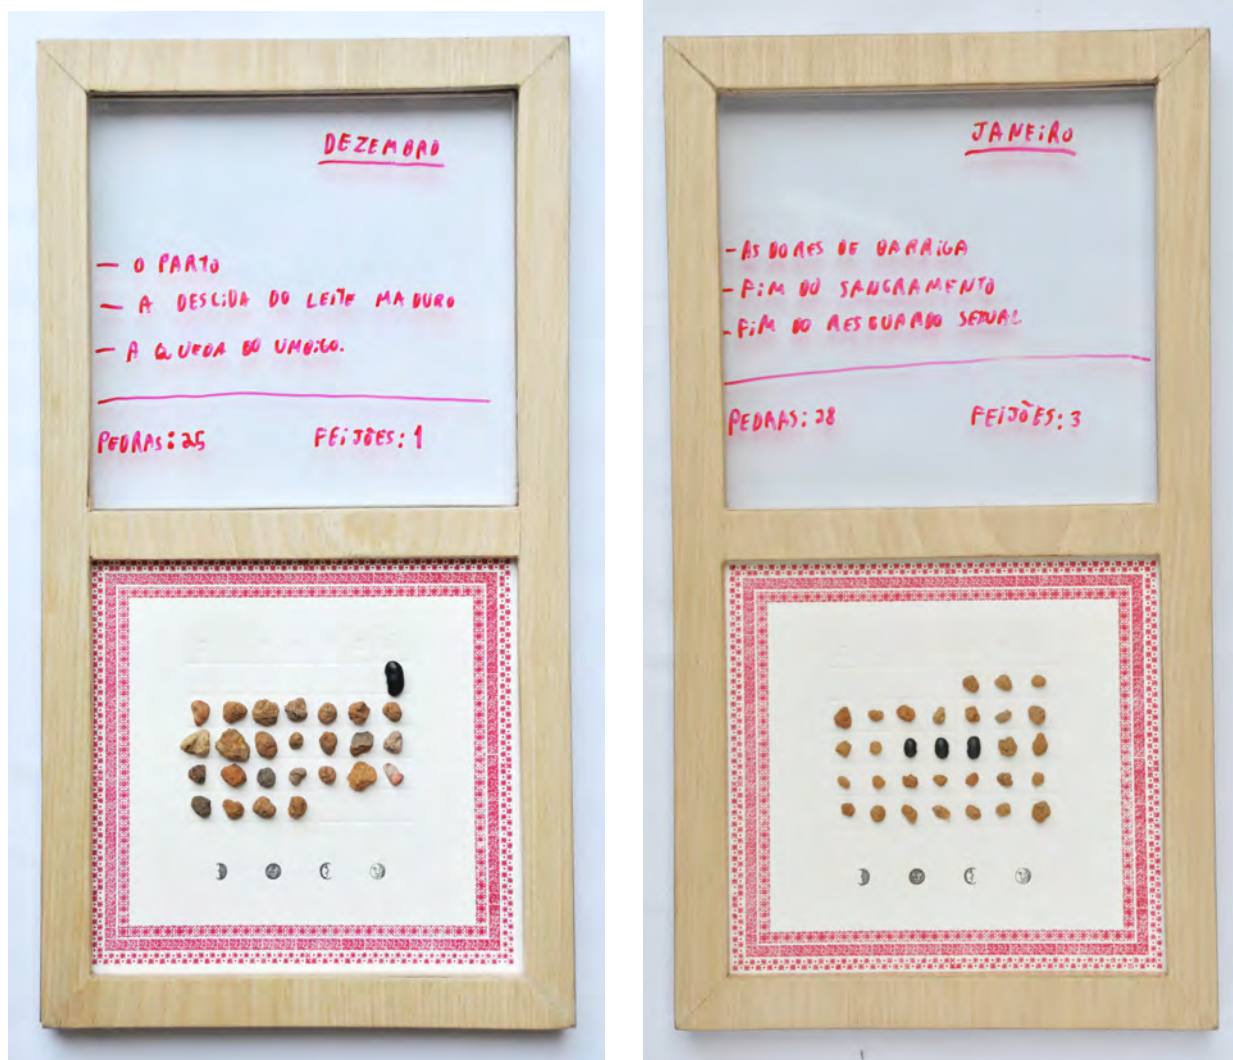 DEZEMBRO
— O PARTO
— A DESCIDA DO LEITE MADURO
— A QUEDA DO UMBIGO.
PEDRAS: 25 FEIJÕES: 1
JANEIRO
- AS DORES DE BARRIGA
- FIM DO SANGRAMENTO
- FIM DO RESGUARDO SEXUAL
PEDRAS: 28 FEIJÕES: 3